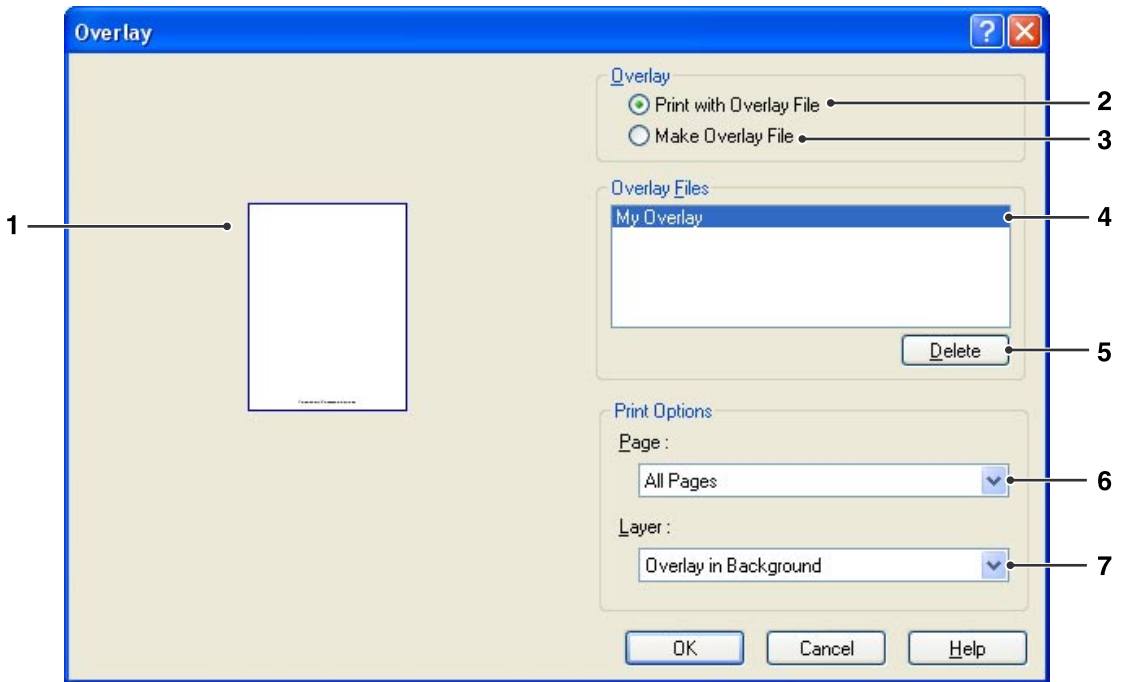 Overlay
Overlay
Print with Overlay File
2
Make Overlay File
3
Overlay Files
My Overlay
4
1
Delete
5
Print Options
Page :
All Pages
6
Layer :
Overlay in Background
7
OK
Cancel
Help